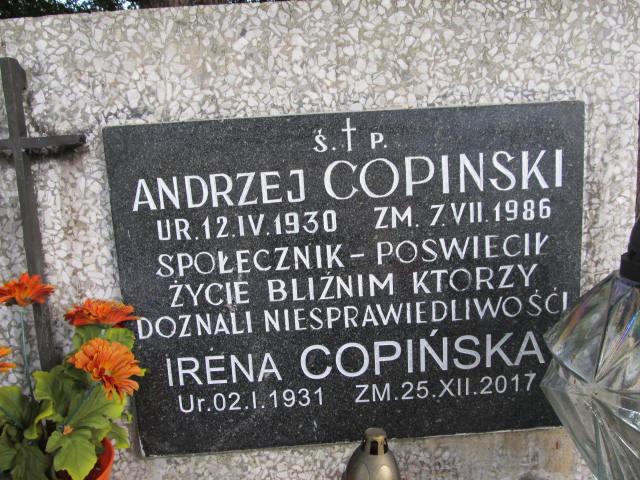 Ś. † P.
ANDRZEJ COPINSKI
UR. 12.IV.1930 ZM. 7.VII.1986
SPOŁECZNIK – POSWIECIŁ
ŻYCIE BLIŹNIM KTORZY
DOZNALI NIESPRAWIEDLIWOŚCI
IRENA COPIŃSKA
Ur.02.I.1931 ZM.25.XII.2017